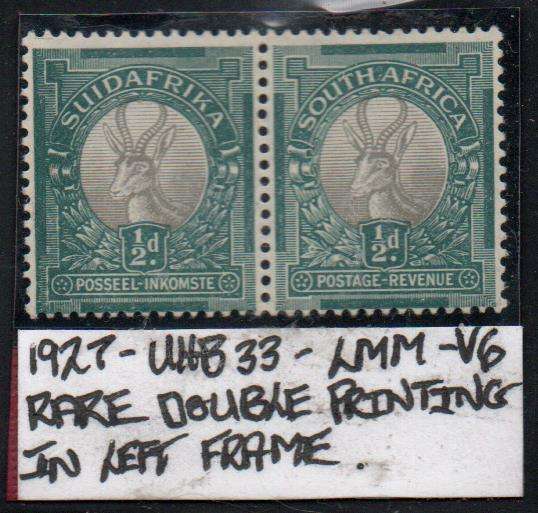 SUIDAFRIKA
½d.
POSSEEL-INKOMSTE
SOUTH AFRICA
½d.
POSTAGE-REVENUE
1927 - UHB 33 - LMM - VG
RARE DOUBLE PRINTING
IN LEFT FRAME.